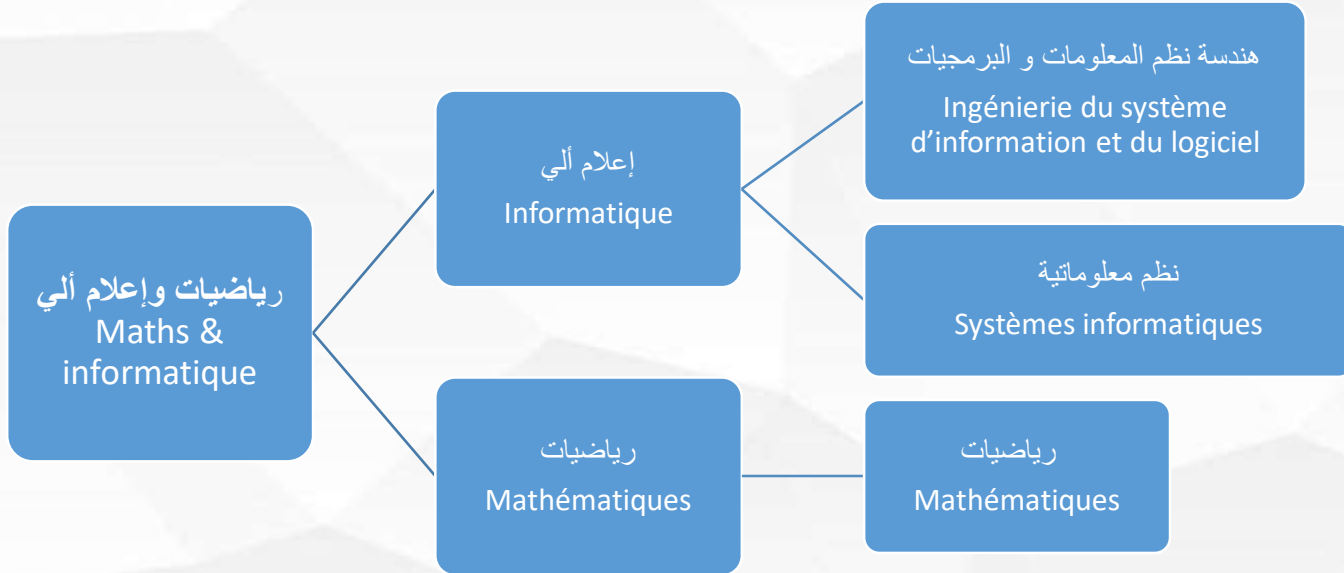 رياضيات وإعلام ألي
Maths &
informatique
إعلام ألي
Informatique
هندسة نظم المعلومات و البرمجيات
Ingénierie du système
d’information et du logiciel
نظم معلوماتية
Systèmes informatiques
رياضيات
Mathématiques
رياضيات
Mathématiques